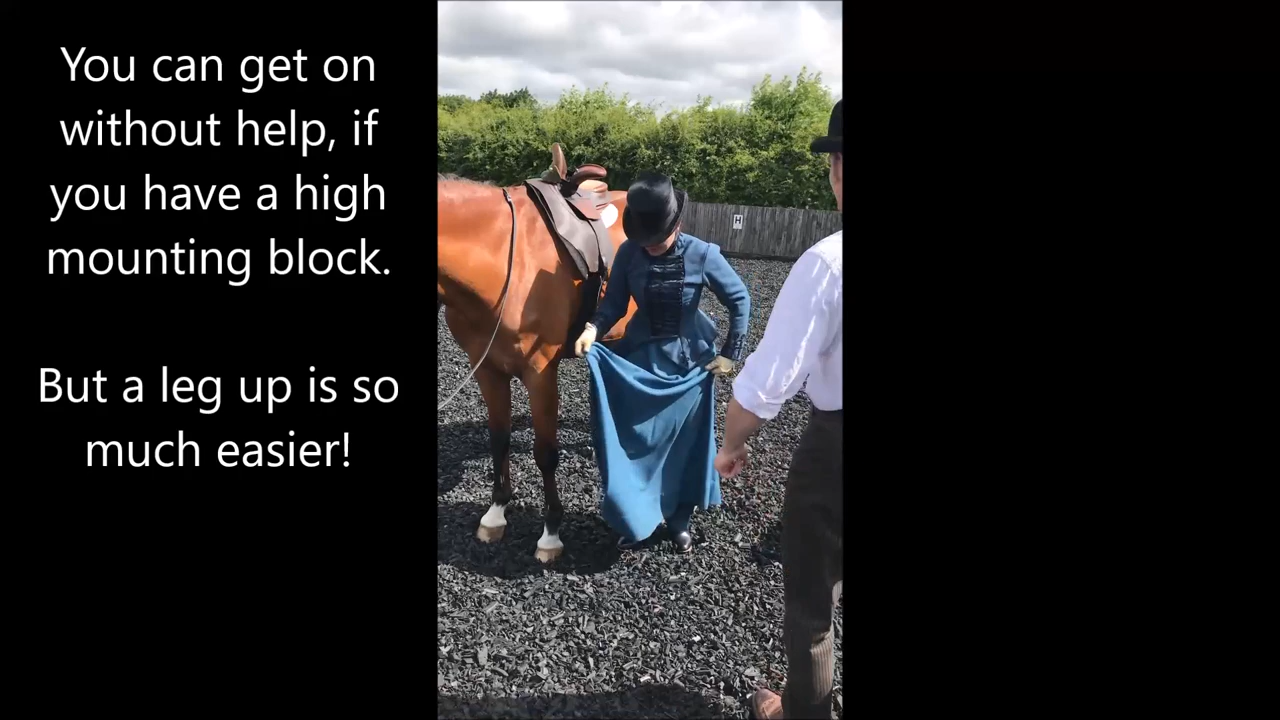 You can get on
without help, if
you have a high
mounting block.
But a leg up is so
much easier!
H